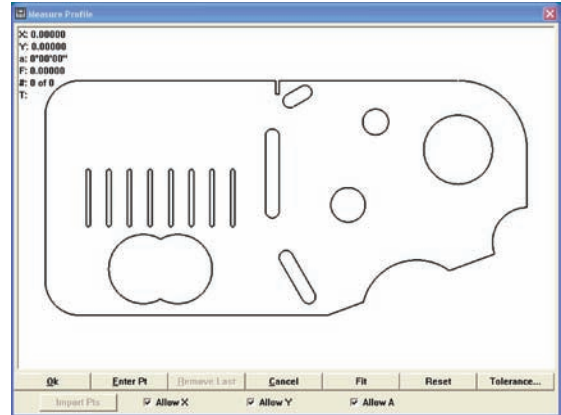 Measure Profile
X: 0.00000
Y: 0.00000
a: 0°00'00"
F: 0.00000
#: 0 of 0
T:
Ok Enter Pt Remove Last Cancel Fit Reset Tolerance...
Import Pts Allow X Allow Y Allow A